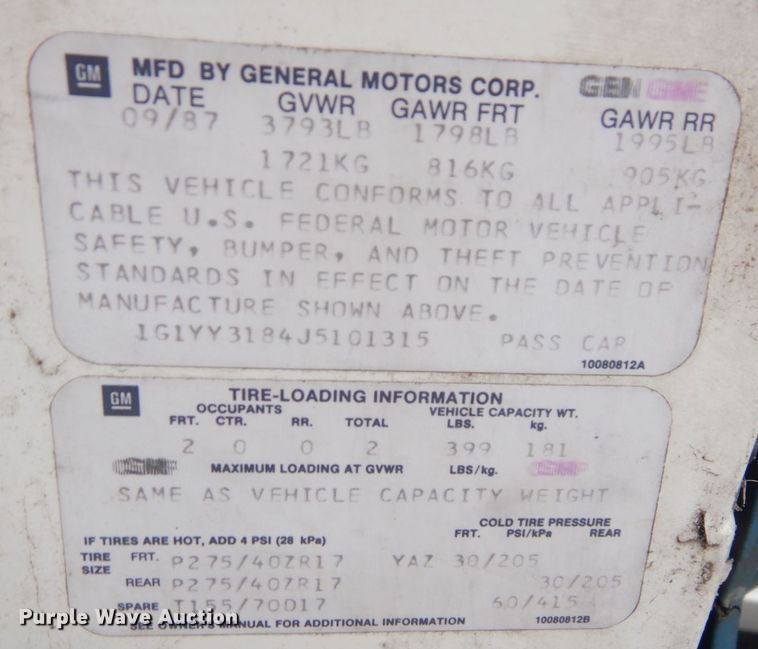 GM MFD BY GENERAL MOTORS CORP. GEN GME
DATE GVWR GAWR FRT GAWR RR
09/87 3793LB 1798LB 1995LB
1721KG 816KG 905KG
THIS VEHICLE CONFORMS TO ALL APPLI-
CABLE U.S. FEDERAL MOTOR VEHICLE
SAFETY, BUMPER, AND THEFT PREVENTION
STANDARDS IN EFFECT ON THE DATE OF
MANUFACTURE SHOWN ABOVE.
1G1YY3184J5101315 PASS CAR
10080812A
GM TIRE-LOADING INFORMATION
OCCUPANTS VEHICLE CAPACITY WT.
FRT. CTR. RR. TOTAL LBS. kg.
2 0 0 2 399 181
MAXIMUM LOADING AT GVWR LBS/kg.
SAME AS VEHICLE CAPACITY WEIGHT
COLD TIRE PRESSURE
IF TIRES ARE HOT, ADD 4 PSI (28 kPa) FRT. PSI/kPa REAR
TIRE SIZE FRT. P275/40ZR17 YAZ 30/205
REAR P275/40ZR17 30/205
SPARE T155/70D17 60/415
SEE OWNER'S MANUAL FOR ADDITIONAL INFORMATION 10080812B
Purple Wave Auction